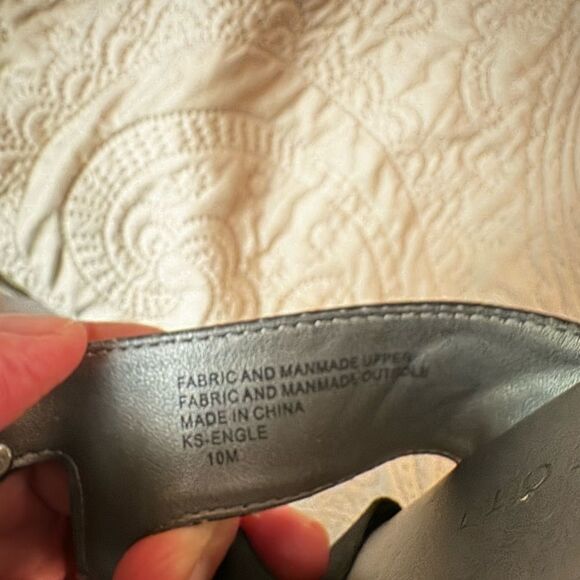 FABRIC AND MANMADE UPPER
FABRIC AND MANMADE OUTSOLE
MADE IN CHINA
KS-ENGLE
10M